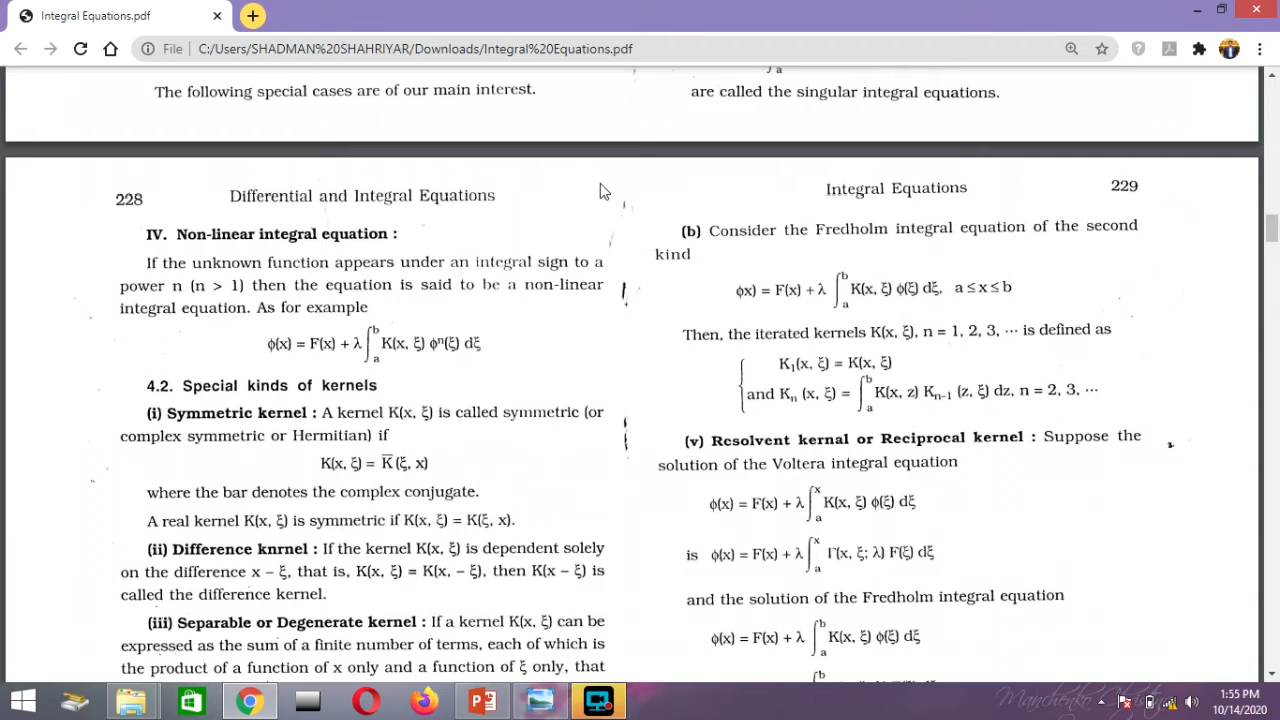 Integral Equations.pdf
File C:/Users/SHADMAN%20SHAHRIYAR/Downloads/Integral%20Equations.pdf
The following special cases are of our main interest.
a
are called the singular integral equations.
228 Differential and Integral Equations
IV. Non-linear integral equation :
If the unknown function appears under an integral sign to a
power n (n > 1) then the equation is said to be a non-linear
integral equation. As for example
ϕ(x) = F(x) + λ ∫_a^b K(x, ξ) ϕⁿ(ξ) dξ
4.2. Special kinds of kernels
(i) Symmetric kernel : A kernel K(x, ξ) is called symmetric (or
complex symmetric or Hermitian) if
K(x, ξ) = K̅ (ξ, x)
where the bar denotes the complex conjugate.
A real kernel K(x, ξ) is symmetric if K(x, ξ) = K(ξ, x).
(ii) Difference knrnel : If the kernel K(x, ξ) is dependent solely
on the difference x – ξ, that is, K(x, ξ) = K(x, – ξ), then K(x – ξ) is
called the difference kernel.
(iii) Separable or Degenerate kernel : If a kernel K(x, ξ) can be
expressed as the sum of a finite number of terms, each of which is
the product of a function of x only and a function of ξ only, that
Integral Equations 229
(b) Consider the Fredholm integral equation of the second
kind
ϕx) = F(x) + λ ∫_a^b K(x, ξ) ϕ(ξ) dξ, a ≤ x ≤ b
Then, the iterated kernels K(x, ξ), n = 1, 2, 3, ··· is defined as
K₁(x, ξ) = K(x, ξ)
and Kₙ (x, ξ) = ∫_a^b K(x, z) Kₙ₋₁ (z, ξ) dz, n = 2, 3, ···
(v) Resolvent kernal or Reciprocal kernel : Suppose the
solution of the Voltera integral equation
ϕ(x) = F(x) + λ ∫_a^x K(x, ξ) ϕ(ξ) dξ
is ϕ(x) = F(x) + λ ∫_a^x Γ(x, ξ; λ) F(ξ) dξ
and the solution of the Fredholm integral equation
ϕ(x) = F(x) + λ ∫_a^b K(x, ξ) ϕ(ξ) dξ
b
Manchenko
1:55 PM
10/14/2020